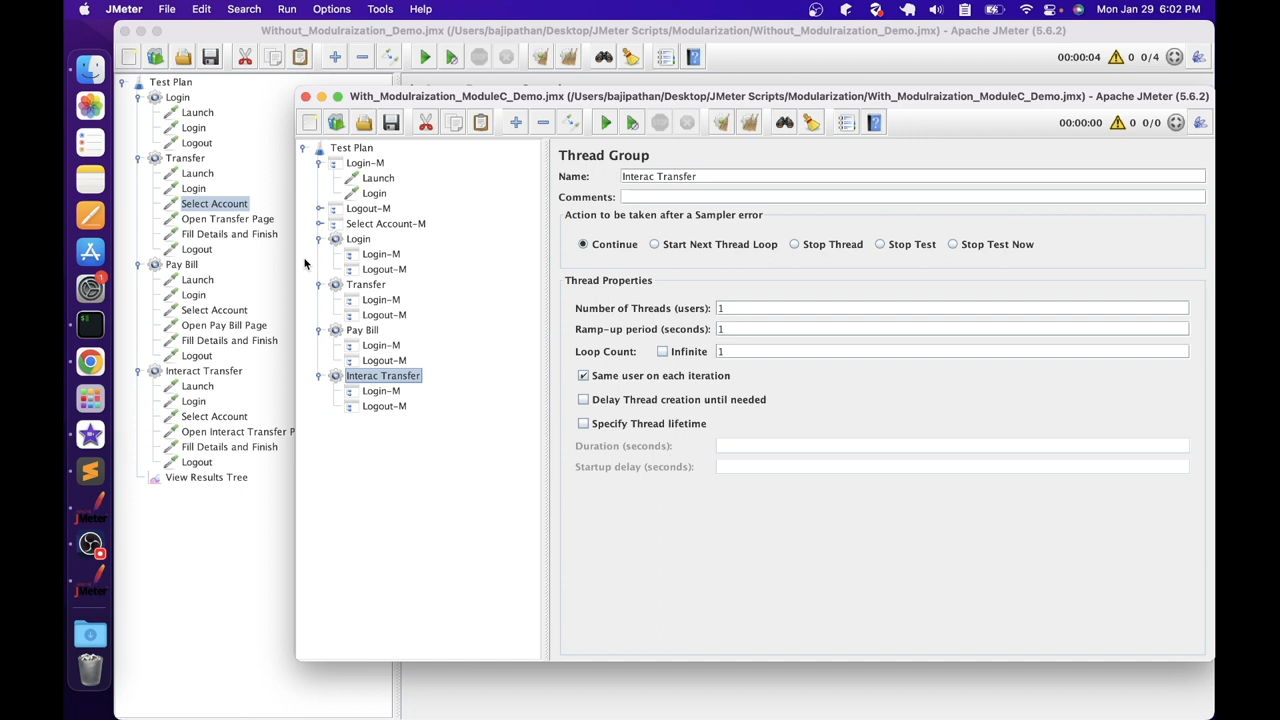 JMeter File Edit Search Run Options Tools Help Mon Jan 29 6:02 PM
Without_Modulraization_Demo.jmx (/Users/bajipathan/Desktop/JMeter Scripts/Modularization/Without_Modulraization_Demo.jmx) - Apache JMeter (5.6.2)
00:00:04 0 0/4
Test Plan
Login
Launch
Login
Logout
Transfer
Launch
Login
Select Account
Open Transfer Page
Fill Details and Finish
Logout
Pay Bill
Launch
Login
Select Account
Open Pay Bill Page
Fill Details and Finish
Logout
Interact Transfer
Launch
Login
Select Account
Open Interact Transfer P
Fill Details and Finish
Logout
View Results Tree
With_Modulraization_ModuleC_Demo.jmx (/Users/bajipathan/Desktop/JMeter Scripts/Modularization/With_Modulraization_ModuleC_Demo.jmx) - Apache JMeter (5.6.2)
00:00:00 0 0/0
Test Plan
Login-M
Launch
Login
Logout-M
Select Account-M
Login
Login-M
Logout-M
Transfer
Login-M
Logout-M
Pay Bill
Login-M
Logout-M
Interac Transfer
Login-M
Logout-M
Thread Group
Name: Interac Transfer
Comments:
Action to be taken after a Sampler error
Continue Start Next Thread Loop Stop Thread Stop Test Stop Test Now
Thread Properties
Number of Threads (users): 1
Ramp-up period (seconds): 1
Loop Count: Infinite 1
Same user on each iteration
Delay Thread creation until needed
Specify Thread lifetime
Duration (seconds):
Startup delay (seconds):
1
JMeter
JMeter